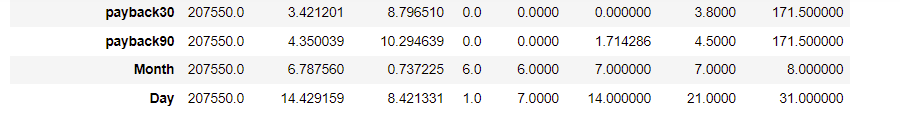 payback30 207550.0 3.421201 8.796510 0.0 0.0000 0.000000 3.8000 171.500000
payback90 207550.0 4.350039 10.294639 0.0 0.0000 1.714286 4.5000 171.500000
Month 207550.0 6.787560 0.737225 6.0 6.0000 7.000000 7.0000 8.000000
Day 207550.0 14.429159 8.421331 1.0 7.0000 14.000000 21.0000 31.000000